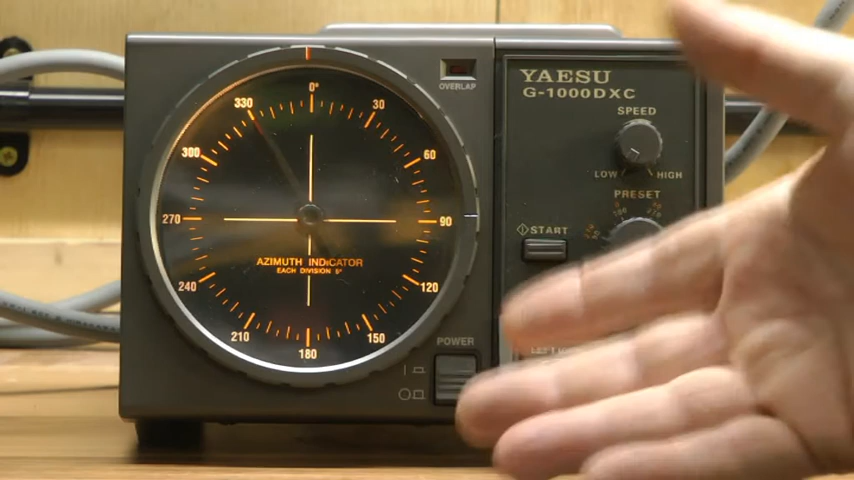 0°
30
60
90
120
150
180
210
240
270
300
330
AZIMUTH INDICATOR
EACH DIVISION 5°
OVERLAP
YAESU
G-1000DXC
SPEED
LOW
HIGH
PRESET
START
POWER